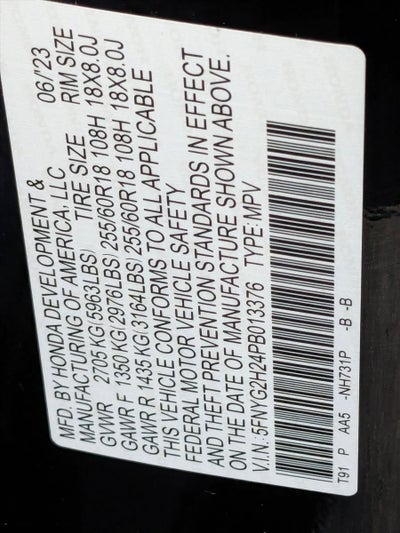 MFD. BY HONDA DEVELOPMENT & 06/'23
MANUFACTURING OF AMERICA, LLC
TIRE SIZE RIM SIZE
GVWR 2705 KG(5963LBS)
GAWR F 1350 KG(2976LBS) 255/60R18 108H 18X8.0J
GAWR R 1435 KG(3164LBS) 255/60R18 108H 18X8.0J
THIS VEHICLE CONFORMS TO ALL APPLICABLE
FEDERAL MOTOR VEHICLE SAFETY
AND THEFT PREVENTION STANDARDS IN EFFECT
ON THE DATE OF MANUFACTURE SHOWN ABOVE.
V.I.N.: 5FNYG2H24PB013376 TYPE: MPV
T91 P AA5 -NH731P -B -B